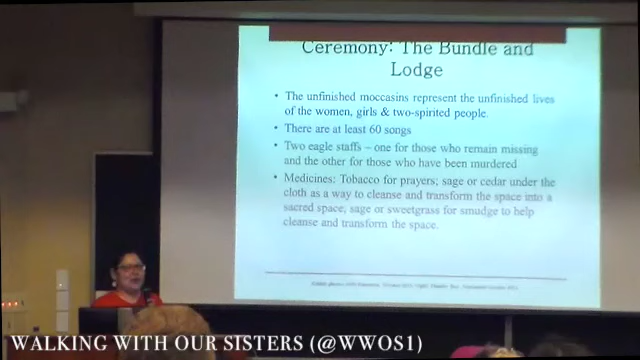 Ceremony: The Bundle and
Lodge
• The unfinished moccasins represent the unfinished lives
of the women, girls & two-spirited people.
• There are at least 60 songs
• Two eagle staffs – one for those who remain missing
and the other for those who have been murdered
• Medicines: Tobacco for prayers; sage or cedar under the
cloth as a way to cleanse and transform the space into a
sacred space, sage or sweetgrass for smudge to help
cleanse and transform the space.
WALKING WITH OUR SISTERS (@WWOS1)